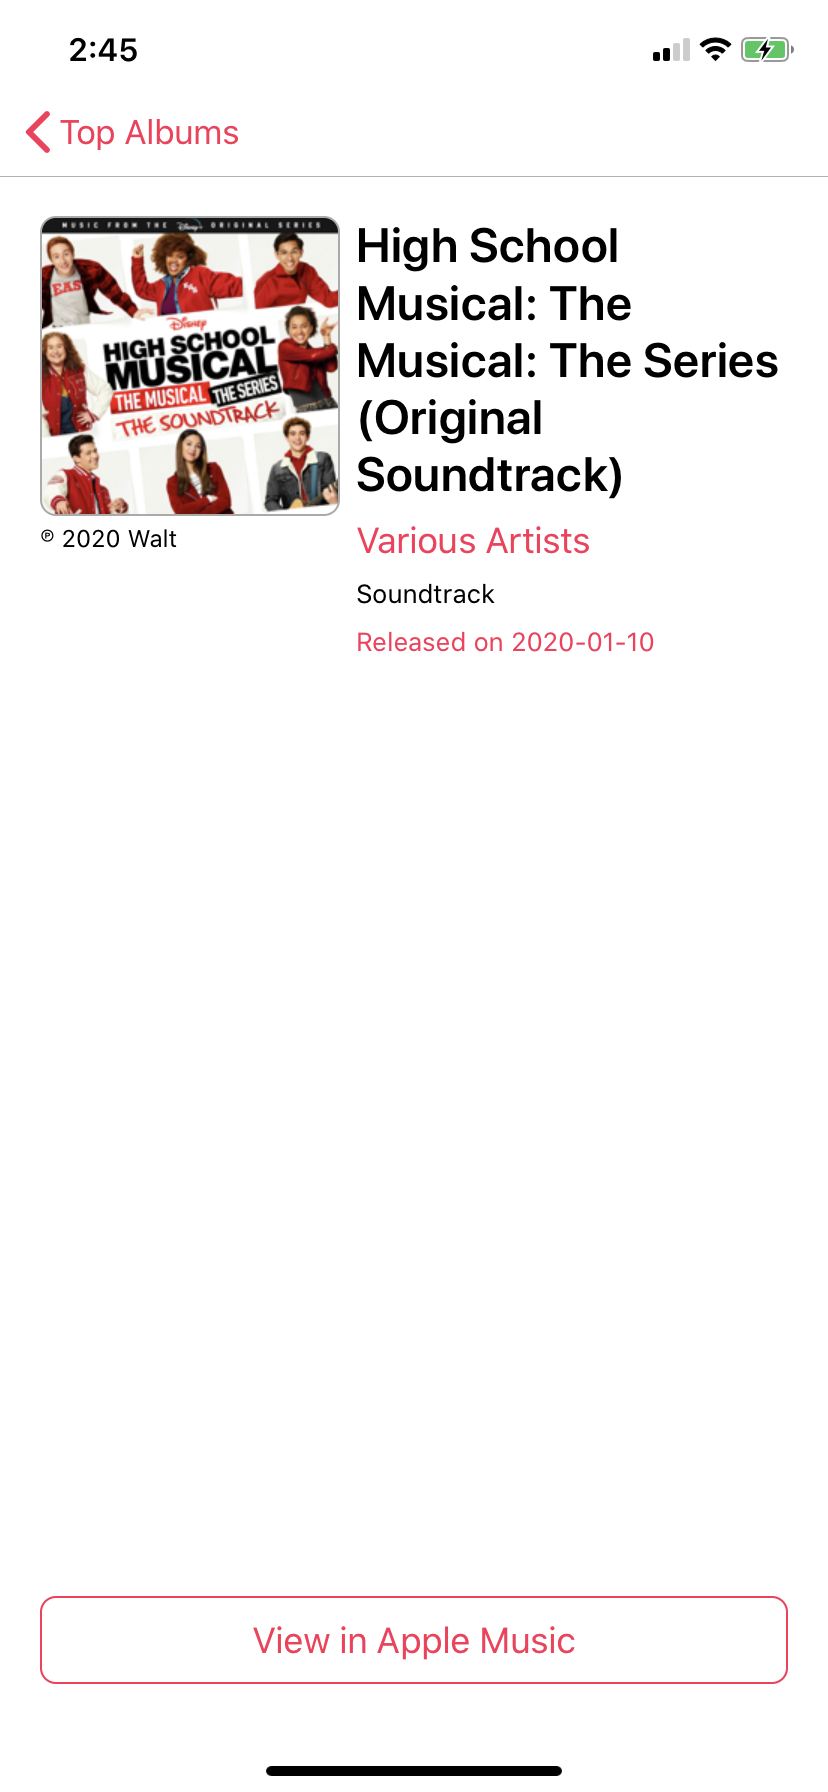 2:45
Top Albums
MUSIC FROM THE Disney+ ORIGINAL SERIES
EAST
Disney
HIGH SCHOOL
MUSICAL
THE MUSICAL THE SERIES
THE SOUNDTRACK
High School
Musical: The
Musical: The Series
(Original
Soundtrack)
℗ 2020 Walt
Various Artists
Soundtrack
Released on 2020-01-10
View in Apple Music